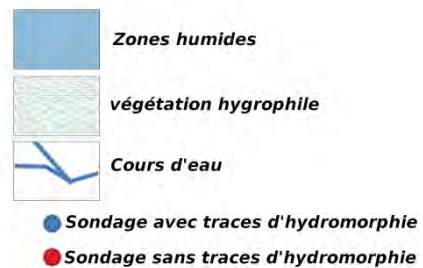 Zones humides
végétation hygrophile
Cours d'eau
Sondage avec traces d'hydromorphie
Sondage sans traces d'hydromorphie